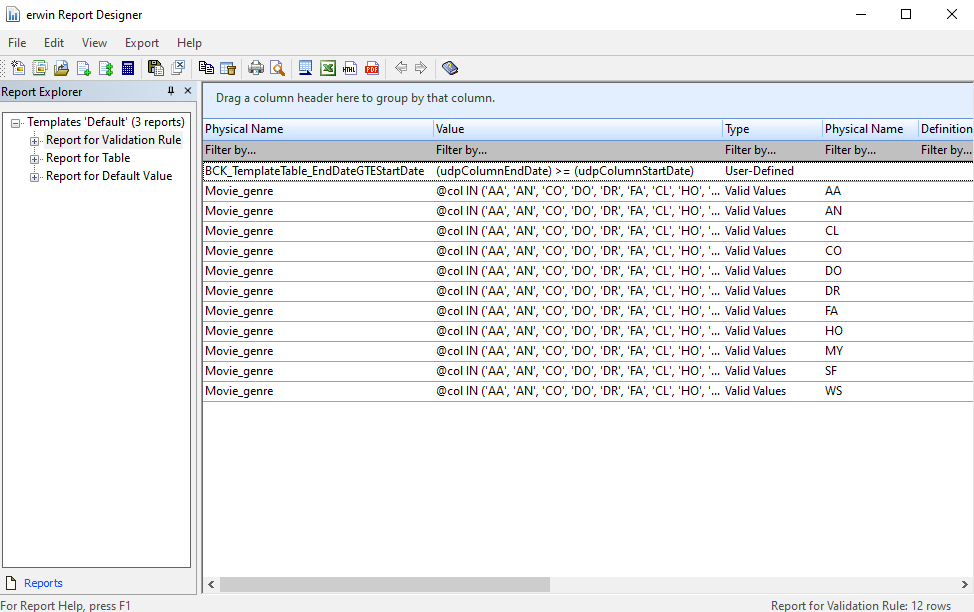 erwin Report Designer
File Edit View Export Help
Report Explorer
Templates 'Default' (3 reports)
Report for Validation Rule
Report for Table
Report for Default Value
Reports
Drag a column header here to group by that column.
Physical Name Value Type Physical Name Definition
Filter by... Filter by... Filter by... Filter by... Filter by...
BCK_TemplateTable_EndDateGTEStartDate (udpColumnEndDate) >= (udpColumnStartDate) User-Defined
Movie_genre @col IN ('AA', 'AN', 'CO', 'DO', 'DR', 'FA', 'CL', 'HO', '... Valid Values AA
Movie_genre @col IN ('AA', 'AN', 'CO', 'DO', 'DR', 'FA', 'CL', 'HO', '... Valid Values AN
Movie_genre @col IN ('AA', 'AN', 'CO', 'DO', 'DR', 'FA', 'CL', 'HO', '... Valid Values CL
Movie_genre @col IN ('AA', 'AN', 'CO', 'DO', 'DR', 'FA', 'CL', 'HO', '... Valid Values CO
Movie_genre @col IN ('AA', 'AN', 'CO', 'DO', 'DR', 'FA', 'CL', 'HO', '... Valid Values DO
Movie_genre @col IN ('AA', 'AN', 'CO', 'DO', 'DR', 'FA', 'CL', 'HO', '... Valid Values DR
Movie_genre @col IN ('AA', 'AN', 'CO', 'DO', 'DR', 'FA', 'CL', 'HO', '... Valid Values FA
Movie_genre @col IN ('AA', 'AN', 'CO', 'DO', 'DR', 'FA', 'CL', 'HO', '... Valid Values HO
Movie_genre @col IN ('AA', 'AN', 'CO', 'DO', 'DR', 'FA', 'CL', 'HO', '... Valid Values MY
Movie_genre @col IN ('AA', 'AN', 'CO', 'DO', 'DR', 'FA', 'CL', 'HO', '... Valid Values SF
Movie_genre @col IN ('AA', 'AN', 'CO', 'DO', 'DR', 'FA', 'CL', 'HO', '... Valid Values WS
For Report Help, press F1
Report for Validation Rule: 12 rows